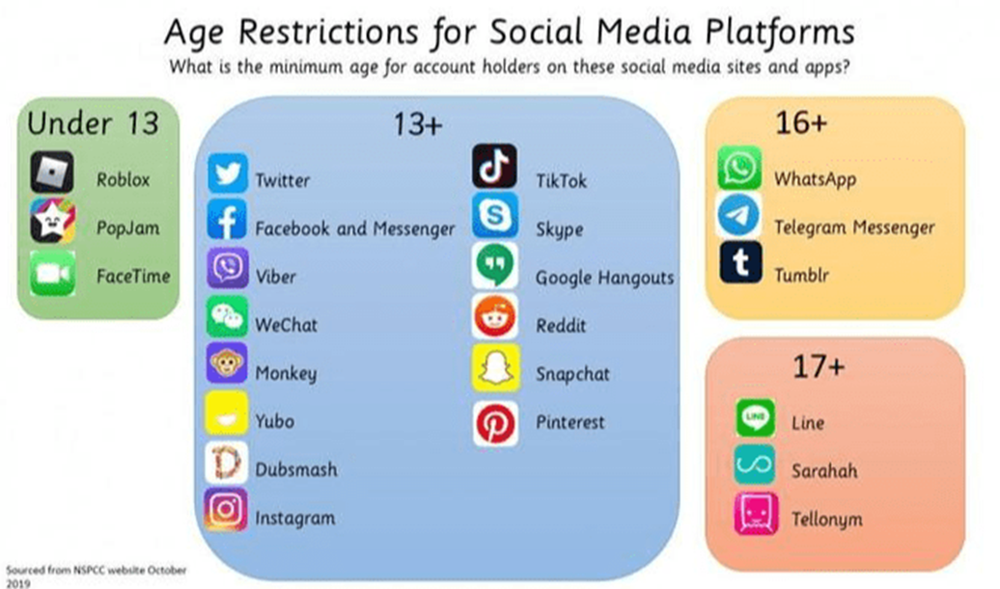 Age Restrictions for Social Media Platforms
What is the minimum age for account holders on these social media sites and apps?
Under 13
Roblox
PopJam
FaceTime
13+
Twitter
Facebook and Messenger
Viber
WeChat
Monkey
Yubo
Dubsmash
Instagram
TikTok
Skype
Google Hangouts
Reddit
Snapchat
Pinterest
16+
WhatsApp
Telegram Messenger
Tumblr
17+
LINE
Line
Sarahah
Tellonym
Sourced from NSPCC website October
2019